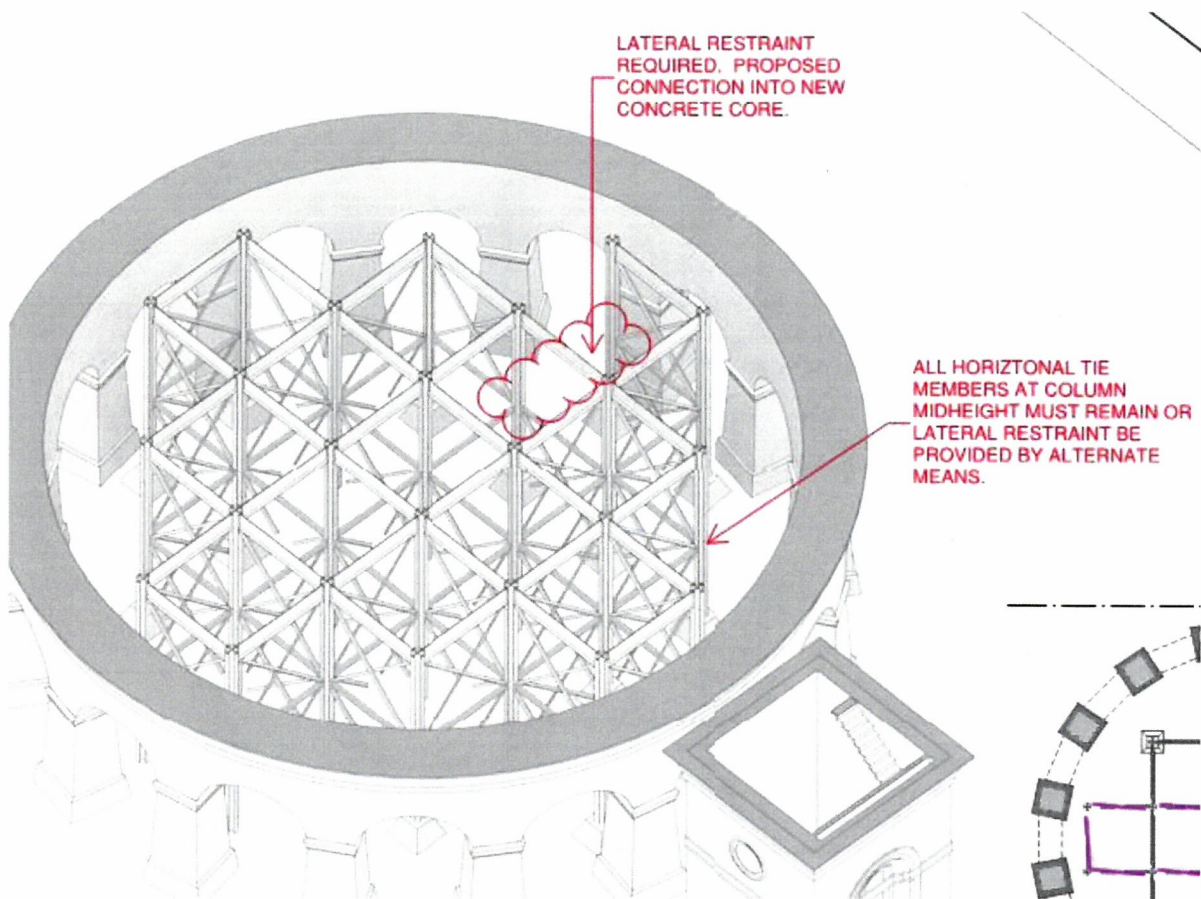 LATERAL RESTRAINT
REQUIRED. PROPOSED
CONNECTION INTO NEW
CONCRETE CORE.
ALL HORIZTONAL TIE
MEMBERS AT COLUMN
MIDHEIGHT MUST REMAIN OR
LATERAL RESTRAINT BE
PROVIDED BY ALTERNATE
MEANS.